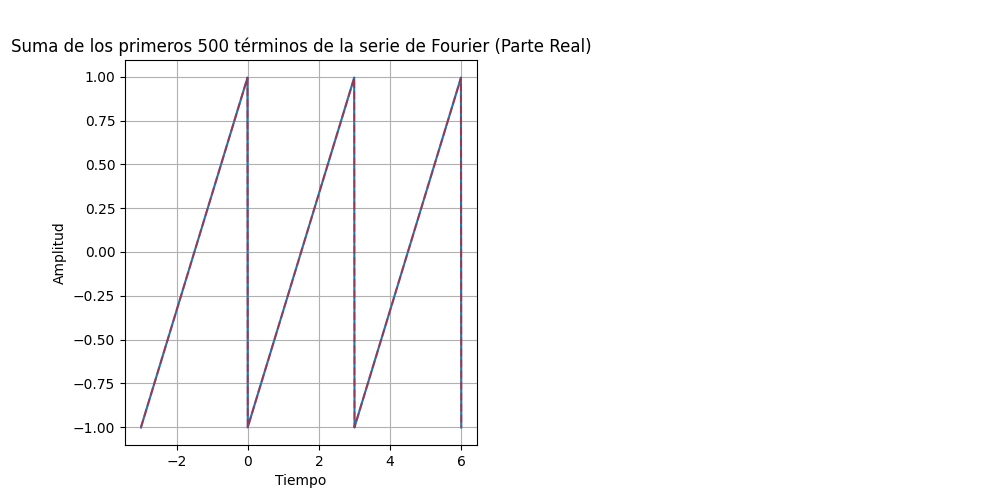 Suma de los primeros 500 términos de la serie de Fourier (Parte Real)
1.00
0.75
0.50
0.25
0.00
−0.25
−0.50
−0.75
−1.00
Amplitud
−2 0 2 4 6
Tiempo